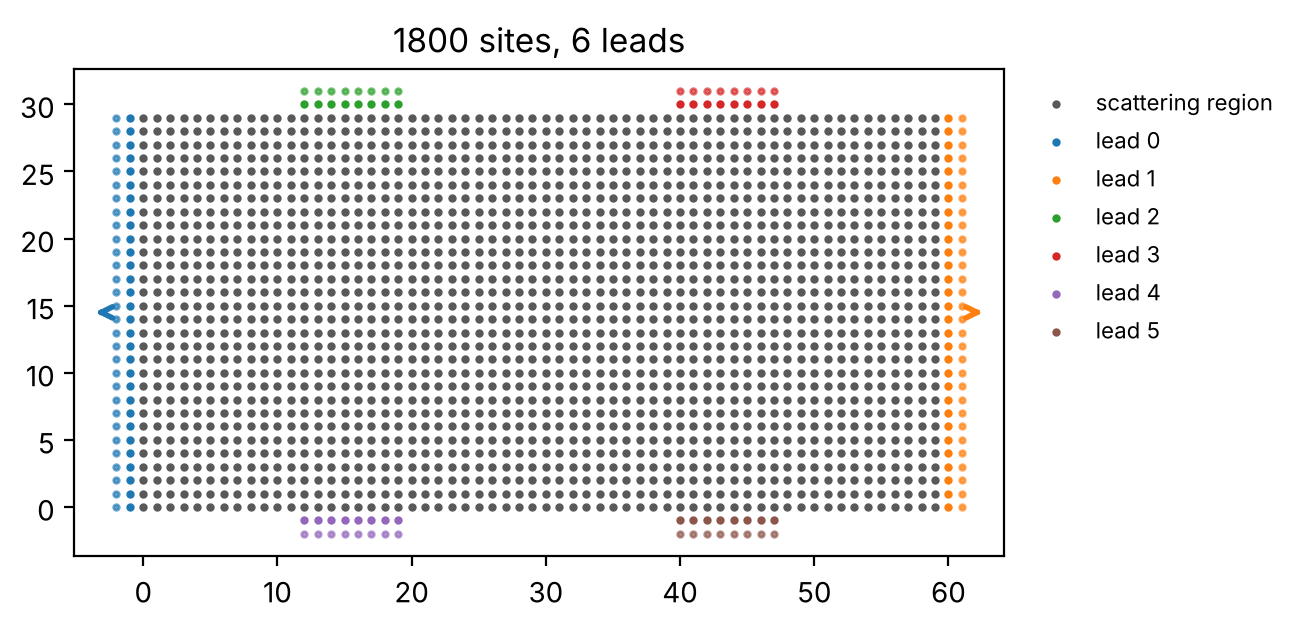 1800 sites, 6 leads
30
25
20
15
10
5
0
0 10 20 30 40 50 60
scattering region
lead 0
lead 1
lead 2
lead 3
lead 4
lead 5